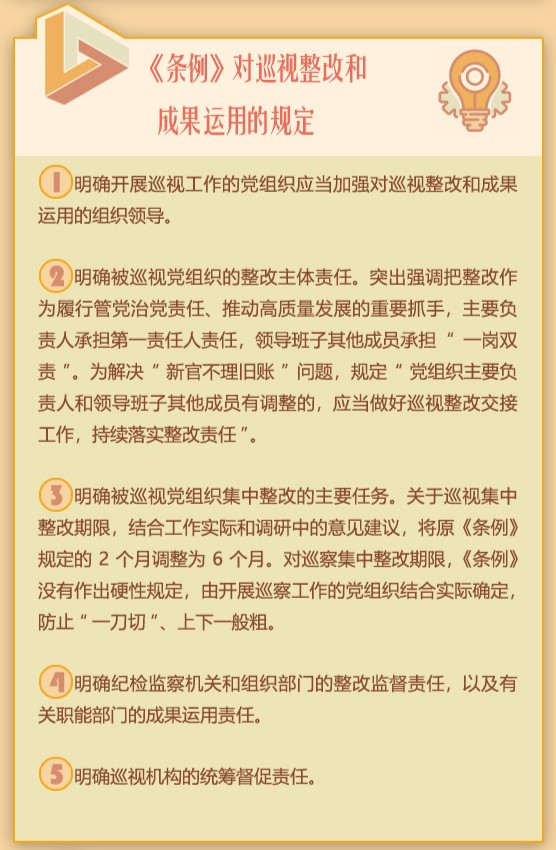 《条例》对巡视整改和
成果运用的规定
1明确开展巡视工作的党组织应当加强对巡视整改和成果
运用的组织领导。
2明确被巡视党组织的整改主体责任。突出强调把整改作
为履行管党治党责任、推动高质量发展的重要抓手，主要负
责人承担第一责任人责任，领导班子其他成员承担“一岗双
责”。为解决“新官不理旧账”问题，规定“党组织主要负
责人和领导班子其他成员有调整的，应当做好巡视整改交接
工作，持续落实整改责任”。
3明确被巡视党组织集中整改的主要任务。关于巡视集中
整改期限，结合工作实际和调研中的意见建议，将原《条例》
规定的 2 个月调整为 6 个月。对巡察集中整改期限，《条例》
没有作出硬性规定，由开展巡察工作的党组织结合实际确定，
防止“一刀切”、上下一般粗。
4明确纪检监察机关和组织部门的整改监督责任，以及有
关职能部门的成果运用责任。
5明确巡视机构的统筹督促责任。